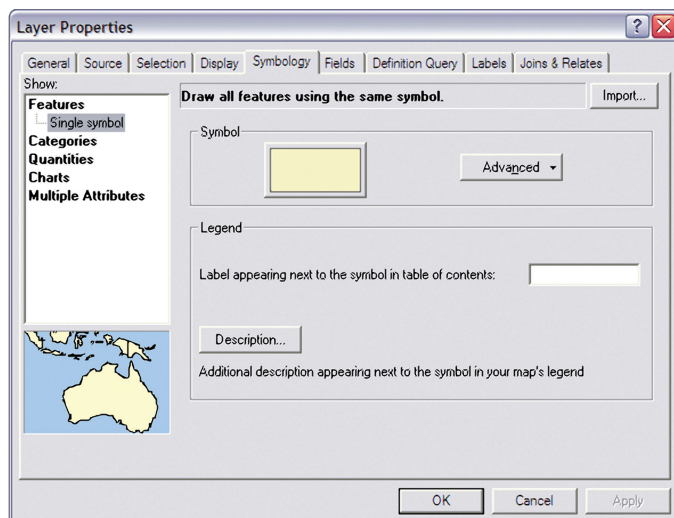 Layer Properties
?
X
General
Source
Selection
Display
Symbology
Fields
Definition Query
Labels
Joins & Relates
Show:
Features
Single symbol
Categories
Quantities
Charts
Multiple Attributes
Draw all features using the same symbol.
Import...
Symbol
Advanced
Legend
Label appearing next to the symbol in table of contents:
Description...
Additional description appearing next to the symbol in your map's legend
OK
Cancel
Apply